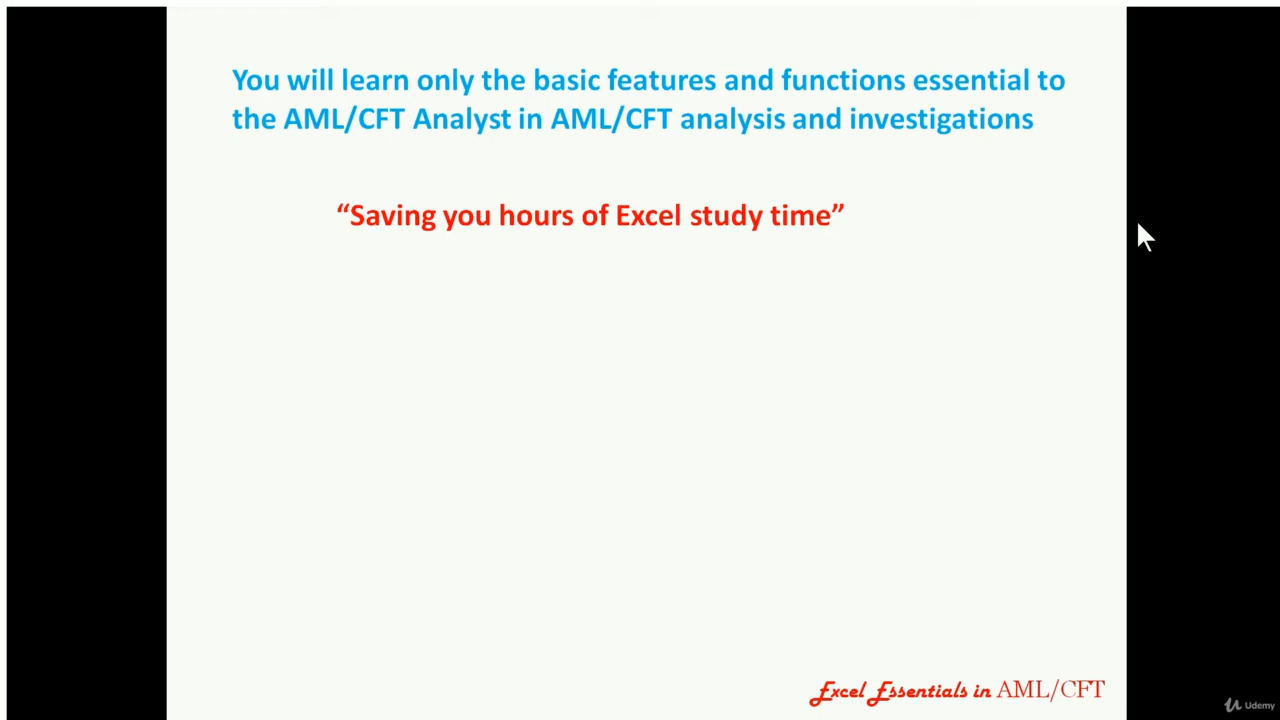 You will learn only the basic features and functions essential to
the AML/CFT Analyst in AML/CFT analysis and investigations
“Saving you hours of Excel study time”
Excel Essentials in AML/CFT
Udemy